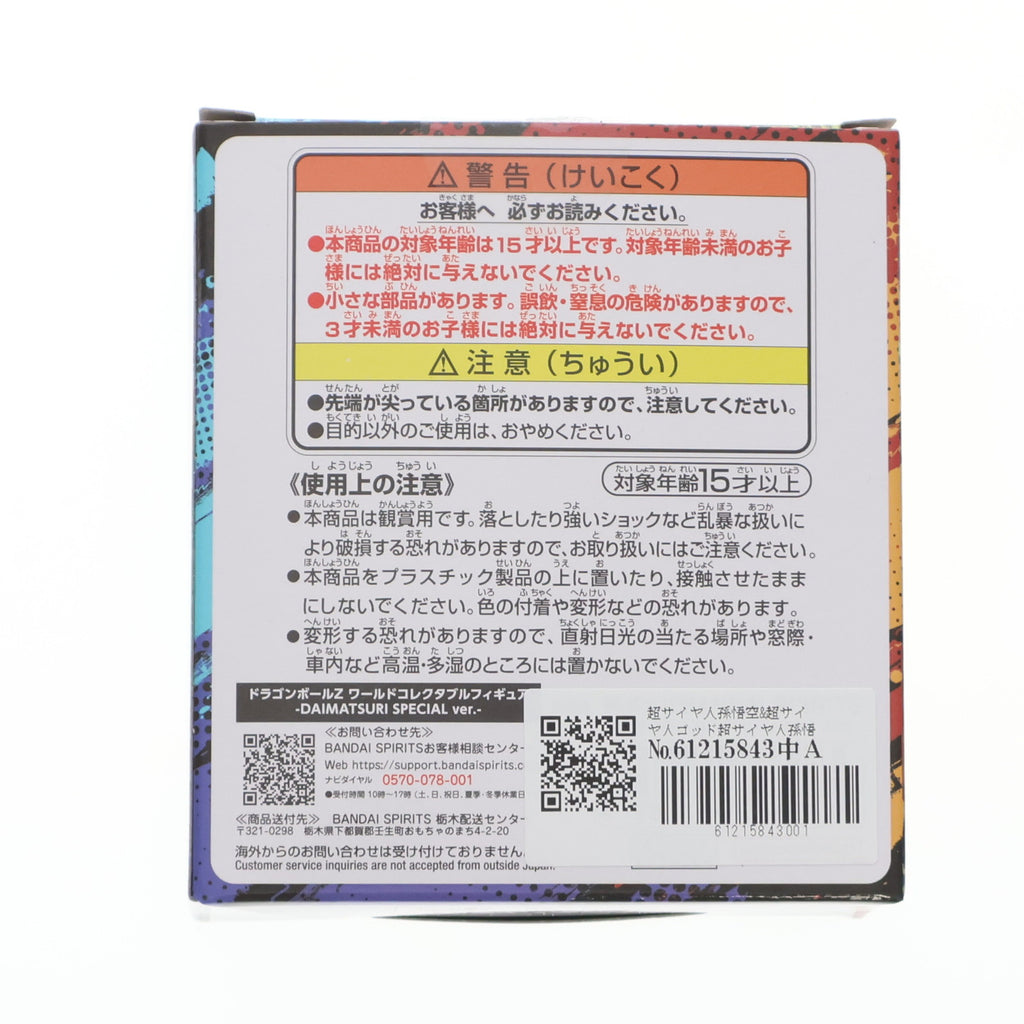 ⚠警告（けいこく）
お客様へ 必ずお読みください。
●本商品の対象年齢は15才以上です。対象年齢未満のお子
様には絶対に与えないでください。
●小さな部品があります。誤飲・窒息の危険がありますので、
3才未満のお子様には絶対に与えないでください。
⚠注意（ちゅうい）
●先端が尖っている箇所がありますので、注意してください。
●目的以外のご使用は、おやめください。
《使用上の注意》
対象年齢15才以上
●本商品は観賞用です。落としたり強いショックなど乱暴な扱いに
より破損する恐れがありますので、お取り扱いにはご注意ください。
●本商品をプラスチック製品の上に置いたり、接触させたまま
にしないでください。色の付着や変形などの恐れがあります。
●変形する恐れがありますので、直射日光の当たる場所や窓際・
車内など高温・多湿のところには置かないでください。
ドラゴンボールZ ワールドコレクタブルフィギュア
-DAIMATSURI SPECIAL ver.-
≪お問い合わせ先≫
BANDAI SPIRITSお客様相談センター
Web https://support.bandaispirits.c
ナビダイヤル 0570-078-001
●受付時間 10時〜17時（土、日、祝日、夏季・冬季休業日
≪商品送付先≫ BANDAI SPIRITS 栃木配送センター
〒321-0298 栃木県下都賀郡壬生町おもちゃのまち4-2-20
海外からのお問い合わせは受け付けておりません。
Customer service inquiries are not accepted from outside Japan.
超サイヤ人孫悟空&超サイ
ヤ人ゴッド超サイヤ人孫悟
No.61215843中A
61215843001